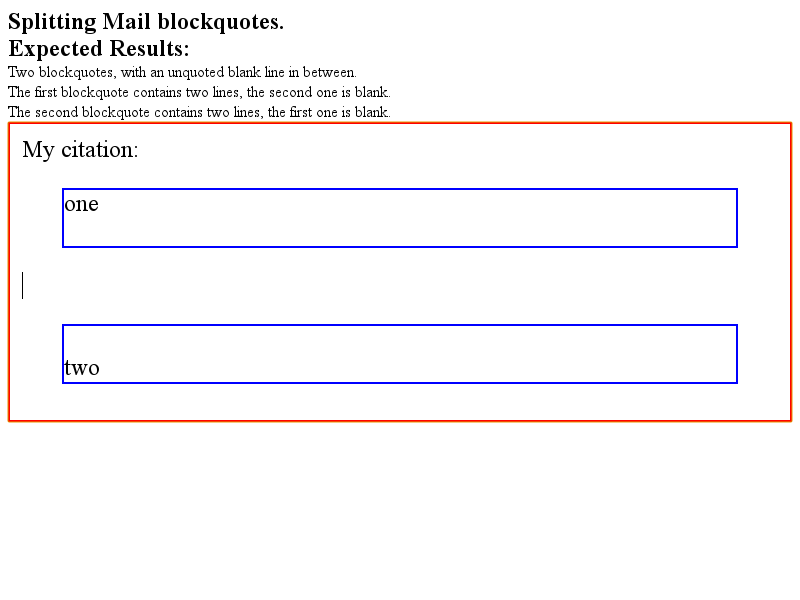 Splitting Mail blockquotes.
Expected Results:
Two blockquotes, with an unquoted blank line in between.
The first blockquote contains two lines, the second one is blank.
The second blockquote contains two lines, the first one is blank.
My citation:
one
two